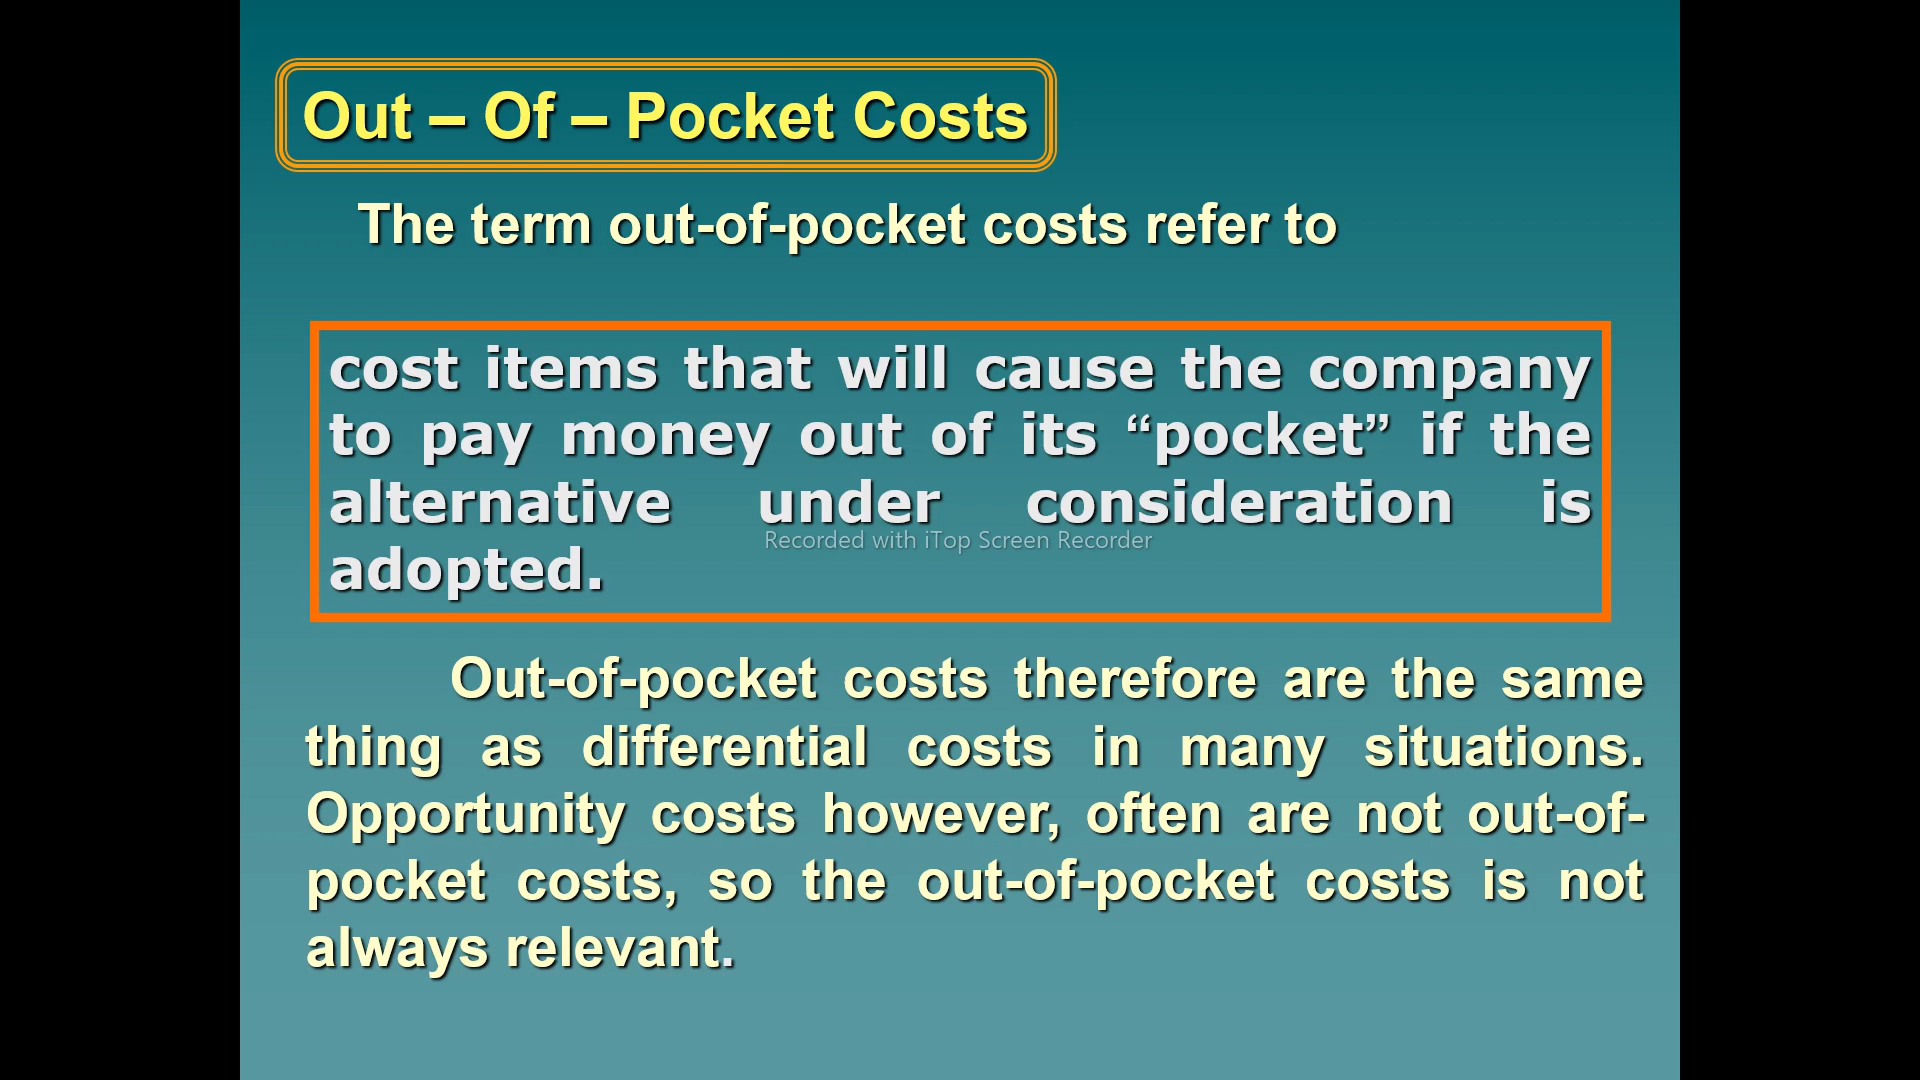 Out – Of – Pocket Costs
The term out-of-pocket costs refer to
cost items that will cause the company
to pay money out of its “pocket” if the
alternative under consideration is
Recorded with iTop Screen Recorder
adopted.
Out-of-pocket costs therefore are the same
thing as differential costs in many situations.
Opportunity costs however, often are not out-of-
pocket costs, so the out-of-pocket costs is not
always relevant.